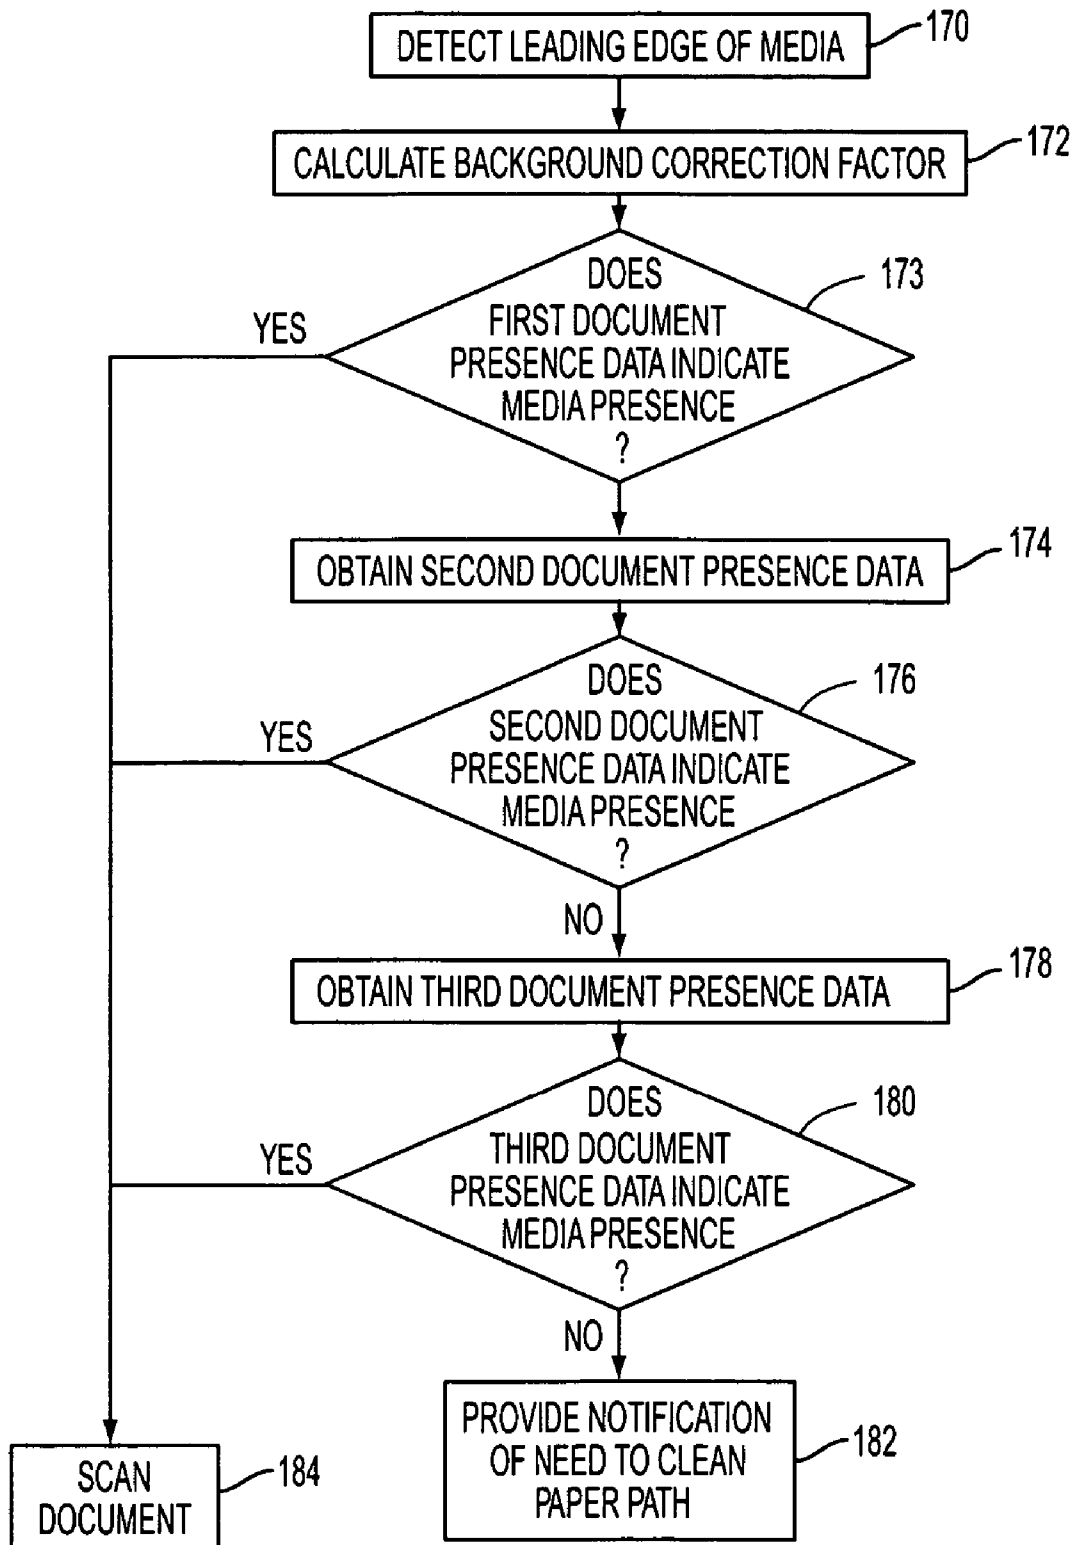 DETECT LEADING EDGE OF MEDIA
170
CALCULATE BACKGROUND CORRECTION FACTOR
172
DOES
FIRST DOCUMENT
PRESENCE DATA INDICATE
MEDIA PRESENCE
?
173
YES
OBTAIN SECOND DOCUMENT PRESENCE DATA
174
DOES
SECOND DOCUMENT
PRESENCE DATA INDICATE
MEDIA PRESENCE
?
176
YES
NO
OBTAIN THIRD DOCUMENT PRESENCE DATA
178
DOES
THIRD DOCUMENT
PRESENCE DATA INDICATE
MEDIA PRESENCE
?
180
YES
NO
PROVIDE NOTIFICATION
OF NEED TO CLEAN
PAPER PATH
182
SCAN
DOCUMENT
184